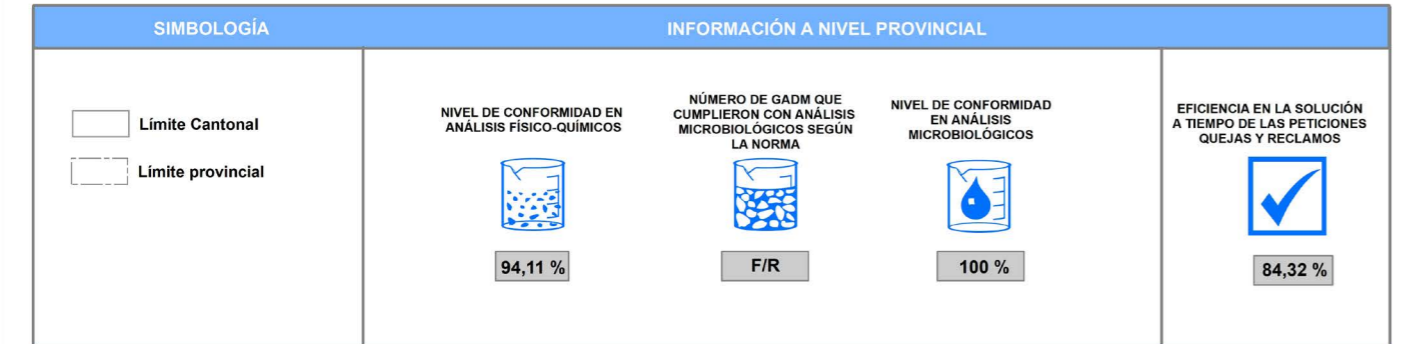 SIMBOLOGÍA
INFORMACIÓN A NIVEL PROVINCIAL
Límite Cantonal
Límite provincial
NIVEL DE CONFORMIDAD EN
ANÁLISIS FÍSICO-QUÍMICOS
94,11 %
NÚMERO DE GADM QUE
CUMPLIERON CON ANÁLISIS
MICROBIOLÓGICOS SEGÚN
LA NORMA
F/R
NIVEL DE CONFORMIDAD
EN ANÁLISIS
MICROBIOLÓGICOS
100 %
EFICIENCIA EN LA SOLUCIÓN
A TIEMPO DE LAS PETICIONES
QUEJAS Y RECLAMOS
84,32 %